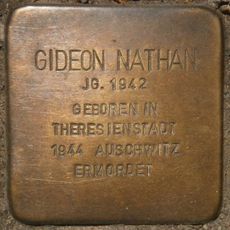 GIDEON NATHAN
JG. 1942
GEBOREN IN
THERESIENSTADT
1944 AUSCHWITZ
ERMORDET